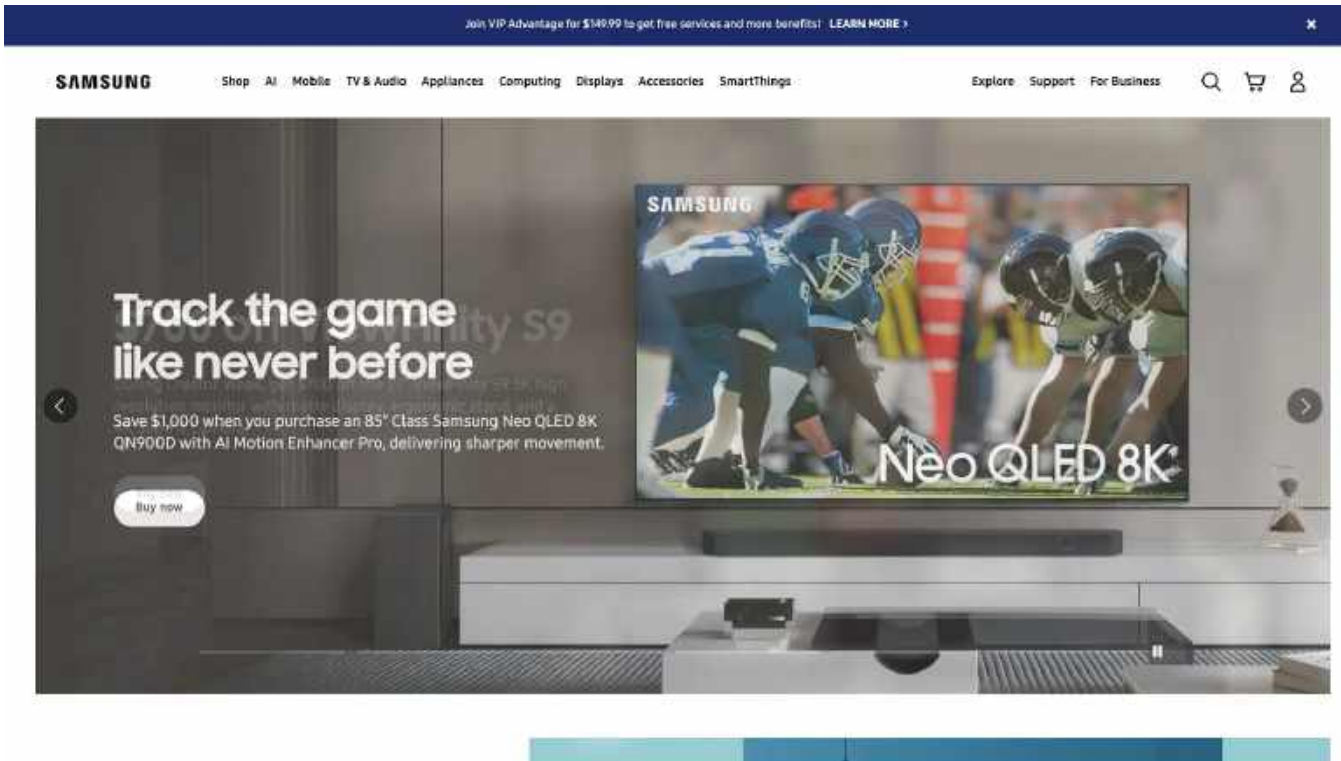 Join VIP Advantage for $149.99 to get free services and more benefits! LEARN MORE >
SAMSUNG Shop AI Mobile TV & Audio Appliances Computing Displays Accessories SmartThings Explore Support For Business
SAMSUNG
Track the game
like never before
S9
Save $1,000 when you purchase an 85" Class Samsung Neo QLED 8K
QN900D with AI Motion Enhancer Pro, delivering sharper movement.
Neo QLED 8K
Buy now